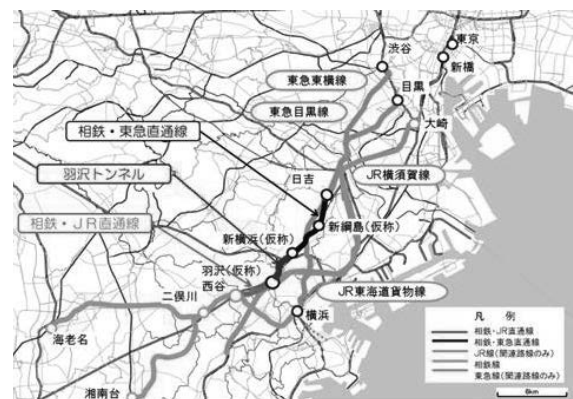 東京
渋谷
新橋
東急東横線
目黒
東急目黒線
大崎
相鉄・東急直通線
JR横須賀線
羽沢トンネル
日吉
相鉄・JR直通線
新綱島(仮称)
新横浜(仮称)
羽沢(仮称)
西谷
JR東海道貨物線
二俣川
横浜
海老名
湘南台
凡 例
相鉄・JR直通線
相鉄・東急直通線
JR線(関連路線のみ)
相鉄線
東急線(関連路線のみ)
6km